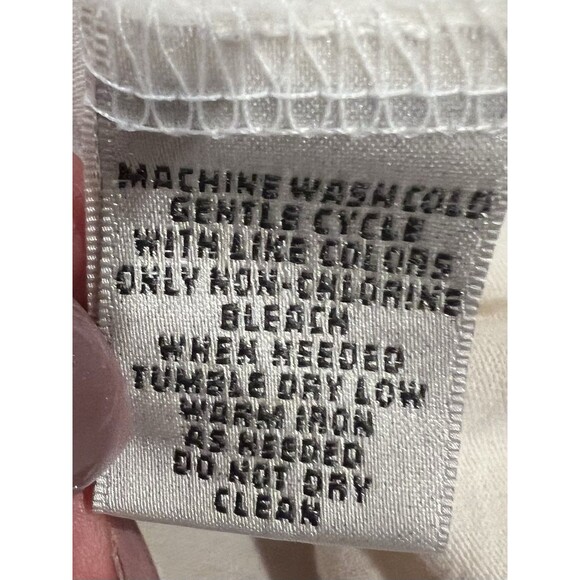 MACHINE WASH COLD
GENTLE CYCLE
WITH LIKE COLORS
ONLY NON-CHLORINE
BLEACH
WHEN NEEDED
TUMBLE DRY LOW
WARM IRON
AS NEEDED
DO NOT DRY
CLEAN